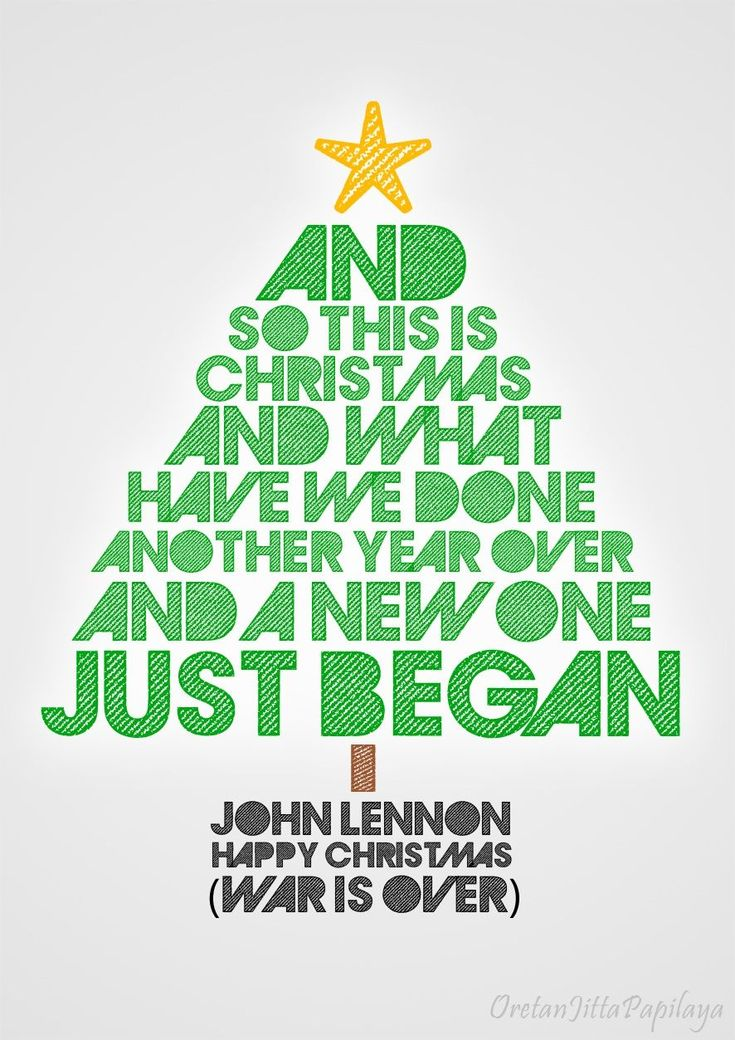 AND
SO THIS IS
CHRISTMAS
AND WHAT
HAVE WE DONE
ANOTHER YEAR OVER
AND A NEW ONE
JUST BEGAN
JOHN LENNON
HAPPY CHRISTMAS
(WAR IS OVER)
OretanJittaPapilaya